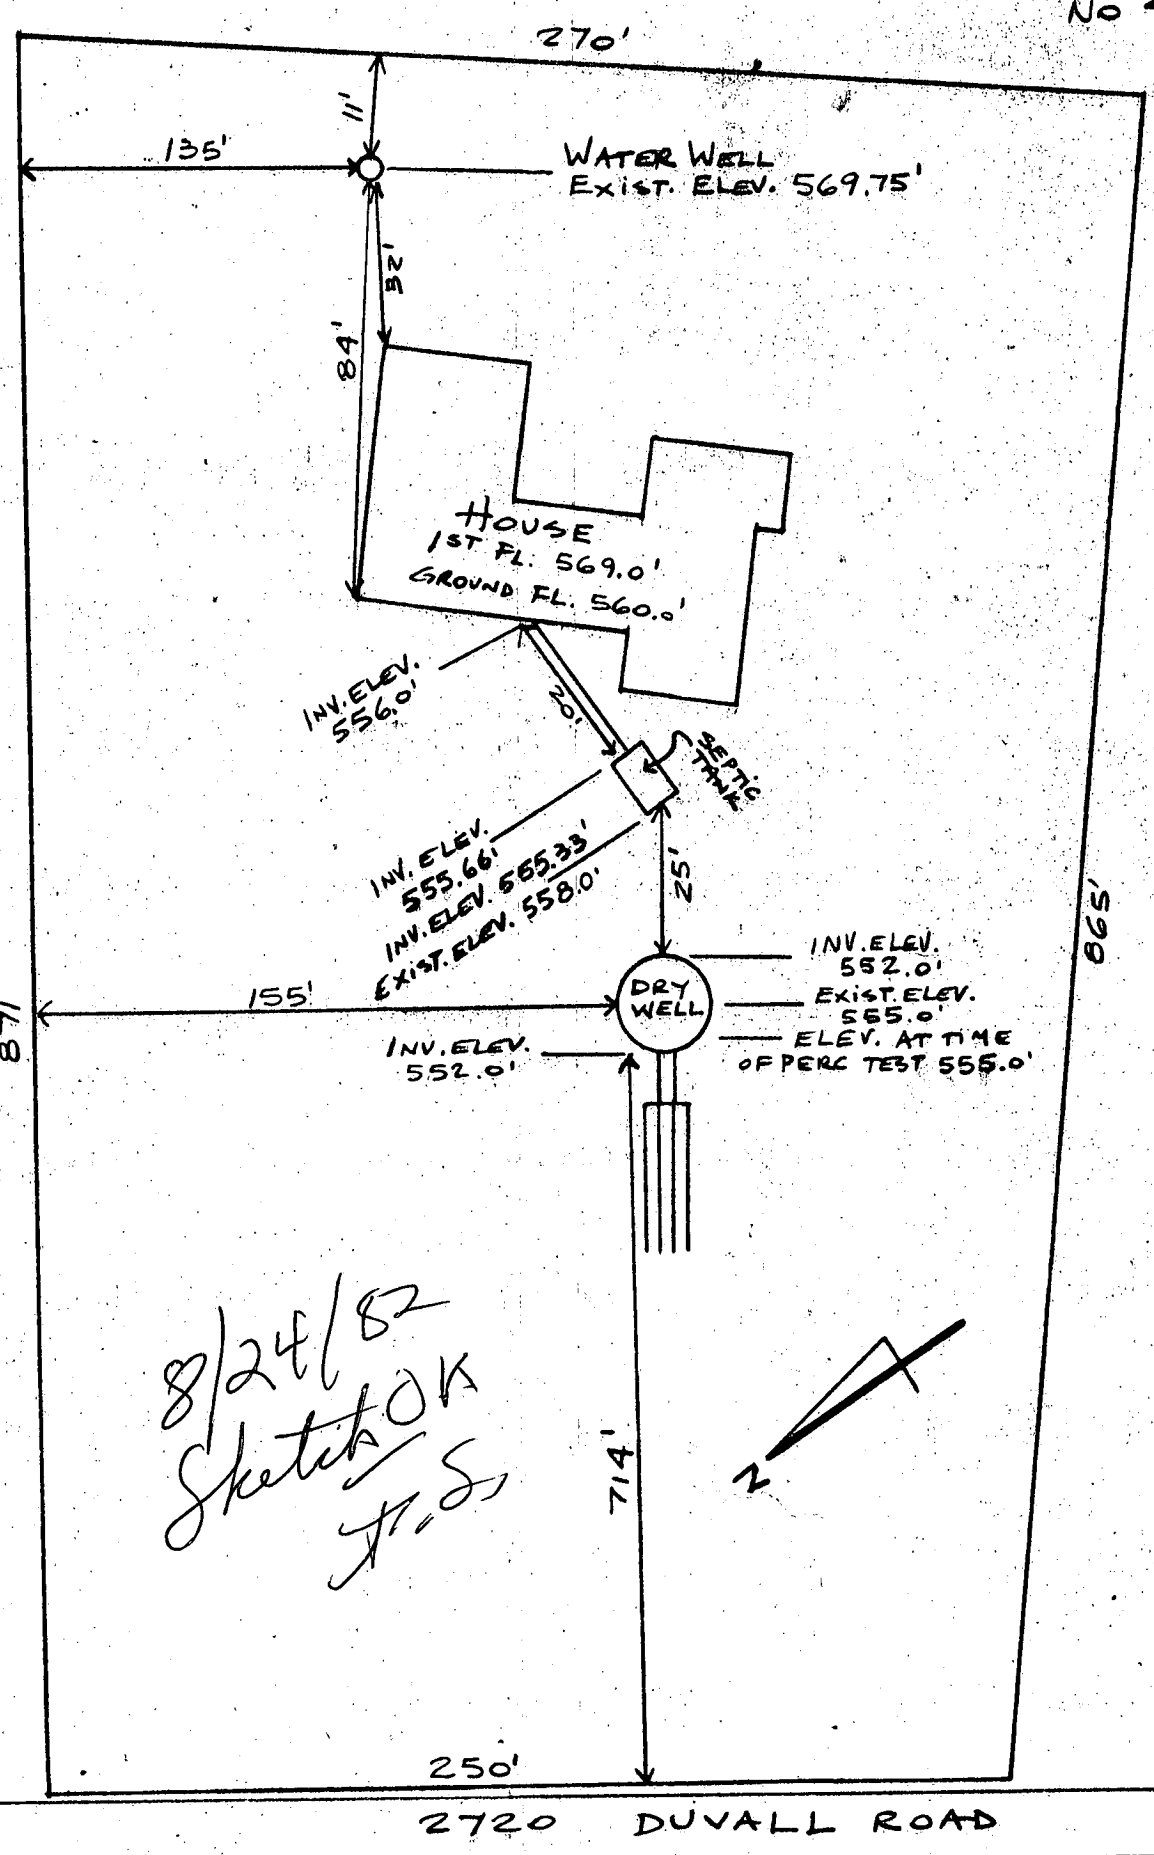 No
270'
11'
135'
WATER WELL
EXIST. ELEV. 569.75'
32'
84'
HOUSE
1ST FL. 569.0'
GROUND FL. 560.0'
INV. ELEV.
556.0'
20'
SEPTIC
TANK
INV. ELEV.
555.66'
INV. ELEV. 555.33'
EXIST. ELEV. 558.0'
25'
865'
INV. ELEV.
552.0'
DRY
WELL
EXIST. ELEV.
555.0'
155'
871
ELEV. AT TIME
OF PERC TEST 555.0'
INV. ELEV.
552.0'
8/24/82
Sketch OK
714'
N
250'
2720 DUVALL ROAD